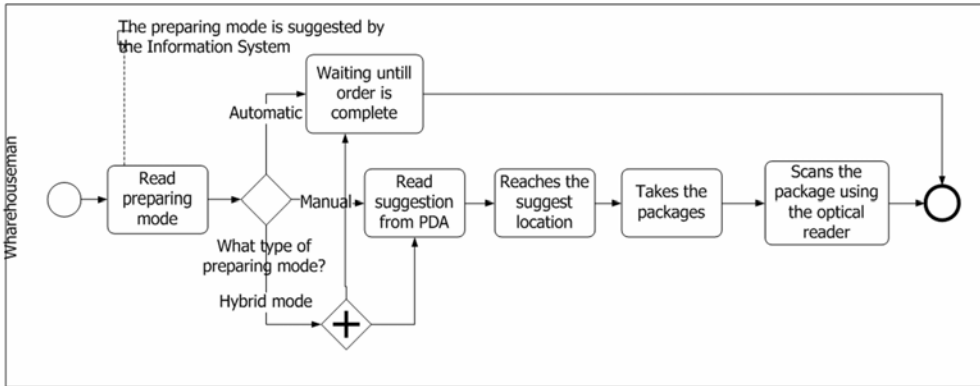 The preparing mode is suggested by
the Information System
Wharehouseman
Read
preparing
mode
Automatic
Waiting untill
order is
complete
Manual
Read
suggestion
from PDA
Reaches the
suggest
location
Takes the
packages
Scans the
package using
the optical
reader
What type of
preparing mode?
Hybrid mode